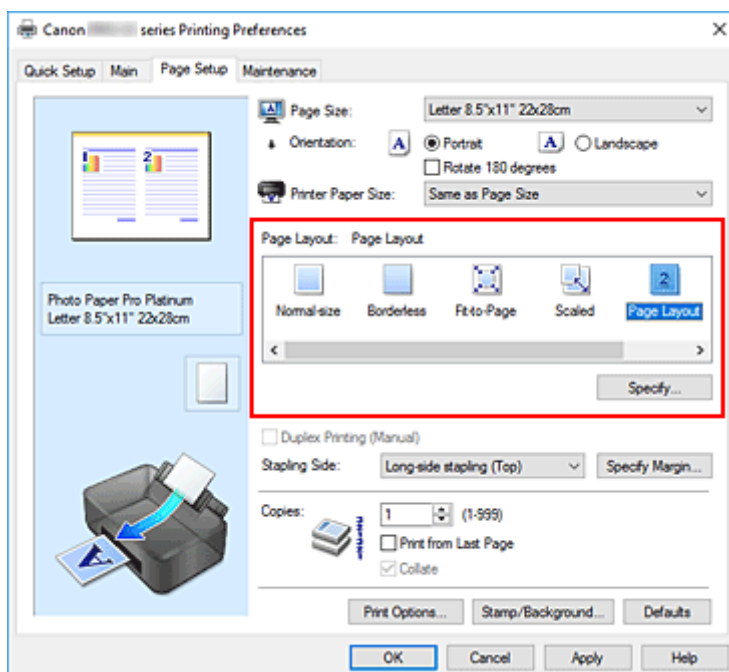 Canon series Printing Preferences
Quick Setup Main Page Setup Maintenance
1 2
Photo Paper Pro Platinum
Letter 8.5"x11" 22x28cm
Page Size: Letter 8.5"x11" 22x28cm
Orientation: A Portrait A Landscape
Rotate 180 degrees
Printer Paper Size: Same as Page Size
Page Layout: Page Layout
2
Normal-size Borderless Fit-to-Page Scaled Page Layout
Specify...
Duplex Printing (Manual)
Stapling Side: Long-side stapling (Top) Specify Margin...
Copies: 1 (1-999)
Print from Last Page
Collate
A
Print Options... Stamp/Background... Defaults
OK Cancel Apply Help